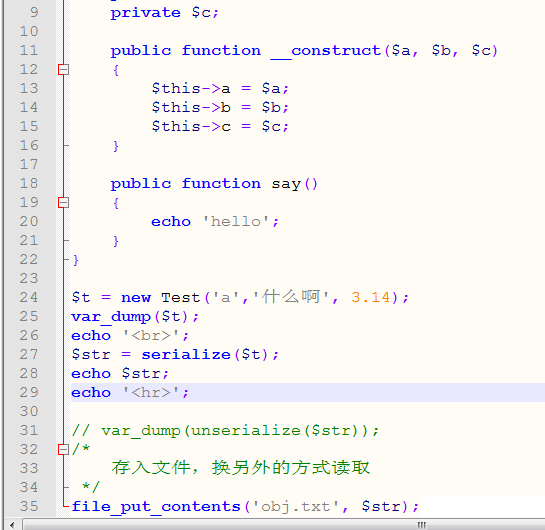 9 private $c;
10
11 public function __construct($a, $b, $c)
12 {
13 $this->a = $a;
14 $this->b = $b;
15 $this->c = $c;
16 }
17
18 public function say()
19 {
20 echo 'hello';
21 }
22 }
23
24 $t = new Test('a','什么啊', 3.14);
25 var_dump($t);
26 echo '<br>';
27 $str = serialize($t);
28 echo $str;
29 echo '<hr>';
30
31 // var_dump(unserialize($str));
32 /*
33 存入文件，换另外的方式读取
34 */
35 file_put_contents('obj.txt', $str);